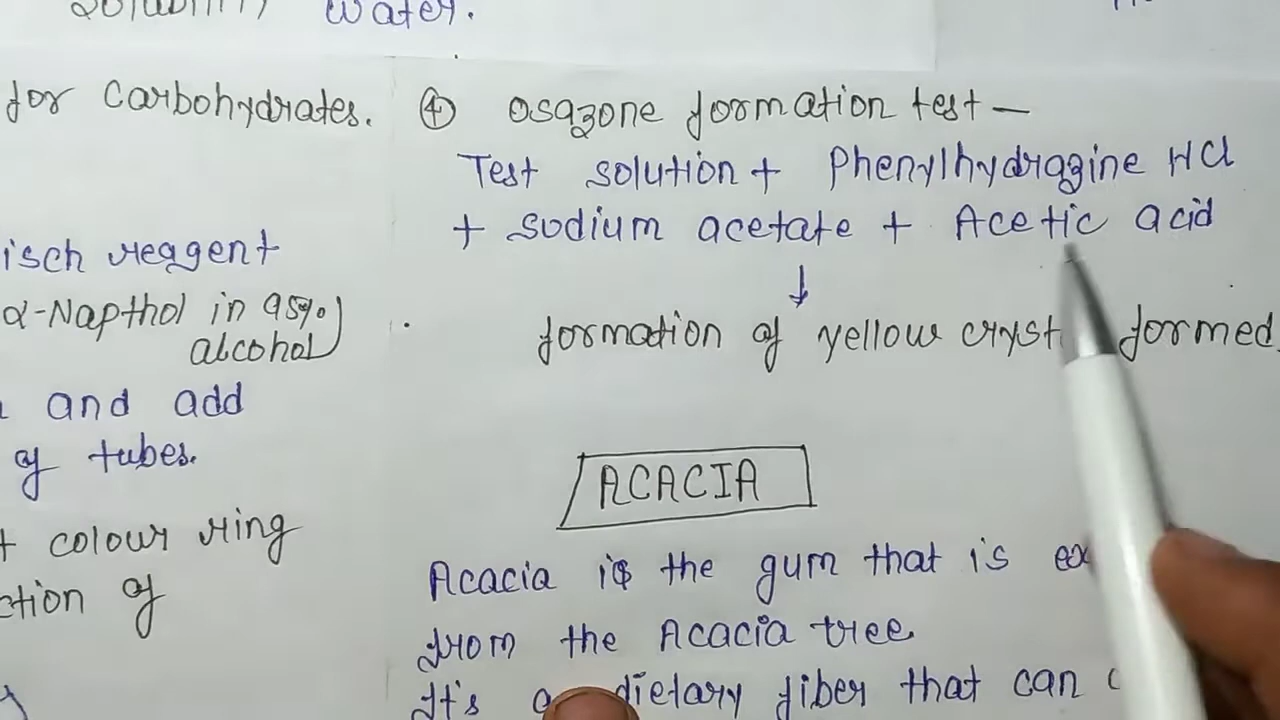 water.
for Carbohydrates.
isch reagent
α-Napthol in 95%
alcohol)
and add
of tubes.
colour ring
of
④ Osazone formation test —
Test solution + Phenylhydrazine HCl
+ sodium acetate + Acetic acid
↓
formation of yellow formed.
ACACIA
Acacia is the gum that is
from the Acacia tree
It's a dietary fiber that can